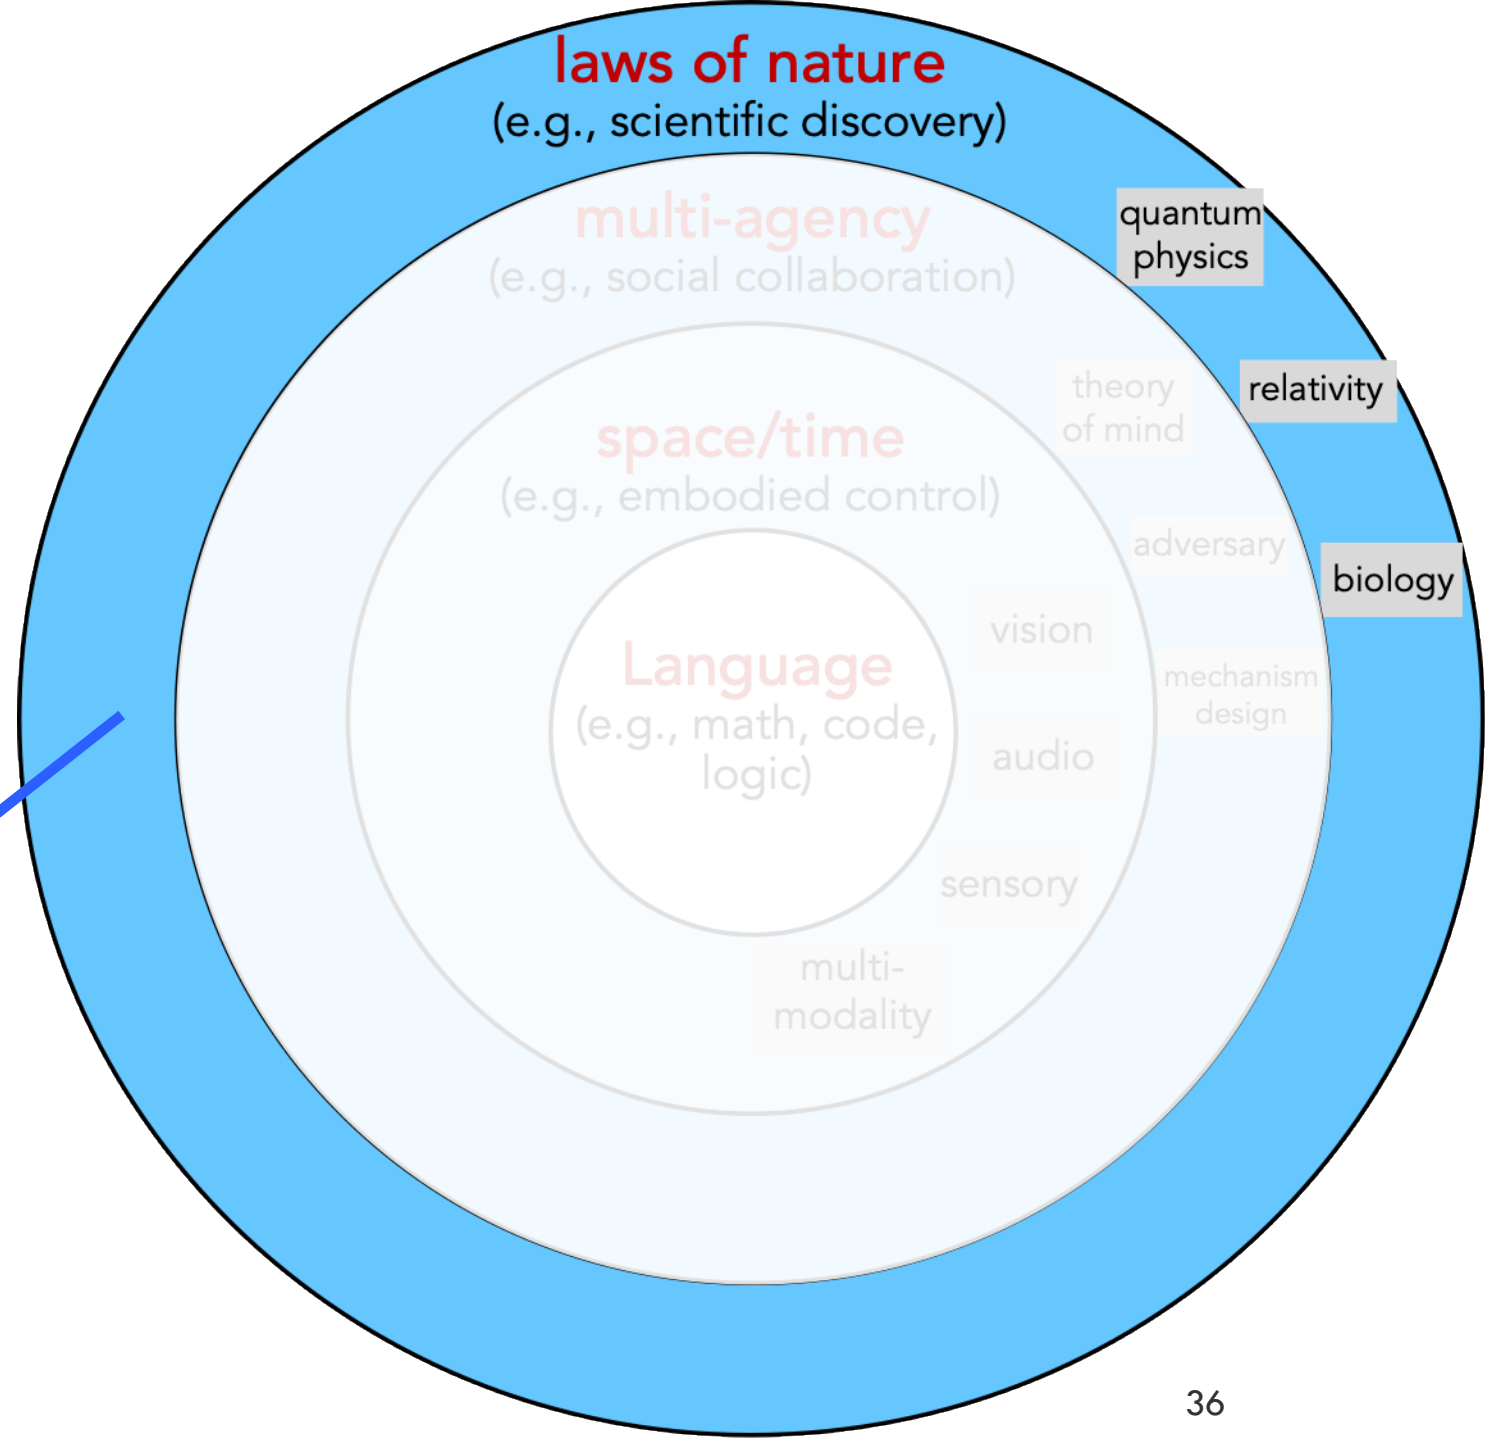 laws of nature
(e.g., scientific discovery)
multi-agency
(e.g., social collaboration)
quantum
physics
theory
of mind
relativity
space/time
(e.g., embodied control)
adversary
biology
vision
Language
(e.g., math, code,
logic)
mechanism
design
audio
sensory
multi-
modality
36